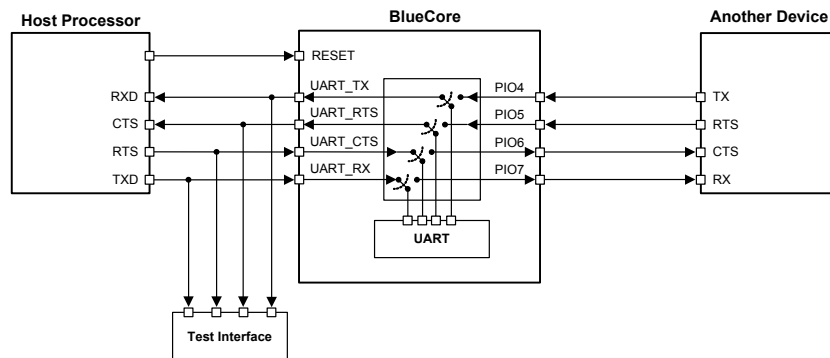 Host Processor
BlueCore
Another Device
RESET
RXD
UART_TX
PIO4
TX
CTS
UART_RTS
PIO5
RTS
RTS
UART_CTS
PIO6
CTS
TXD
UART_RX
PIO7
RX
UART
Test Interface